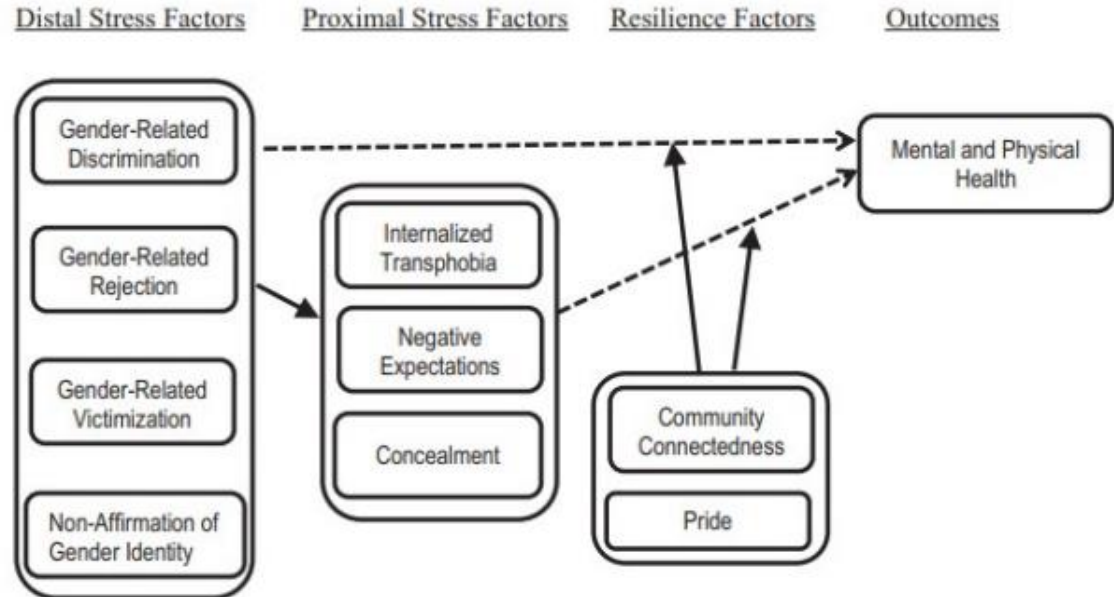 Distal Stress Factors
Proximal Stress Factors
Resilience Factors
Outcomes
Gender-Related
Discrimination
Gender-Related
Rejection
Gender-Related
Victimization
Non-Affirmation of
Gender Identity
Internalized
Transphobia
Negative
Expectations
Concealment
Community
Connectedness
Pride
Mental and Physical
Health